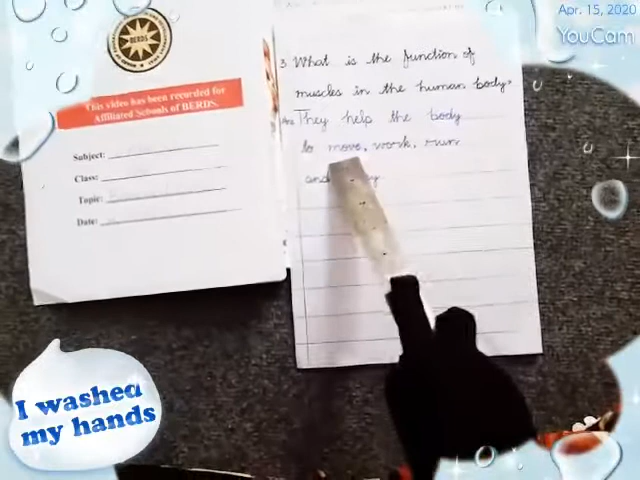 Apr. 15, 2020
YouCam
BERDS
This video has been recorded for
Affiliated Schools of BERDS.
Subject:
Class:
Topic:
Date:
3. What is the function of
muscles in the human body?
Ans They help the body
to move, work, run
and
I washed
my hands